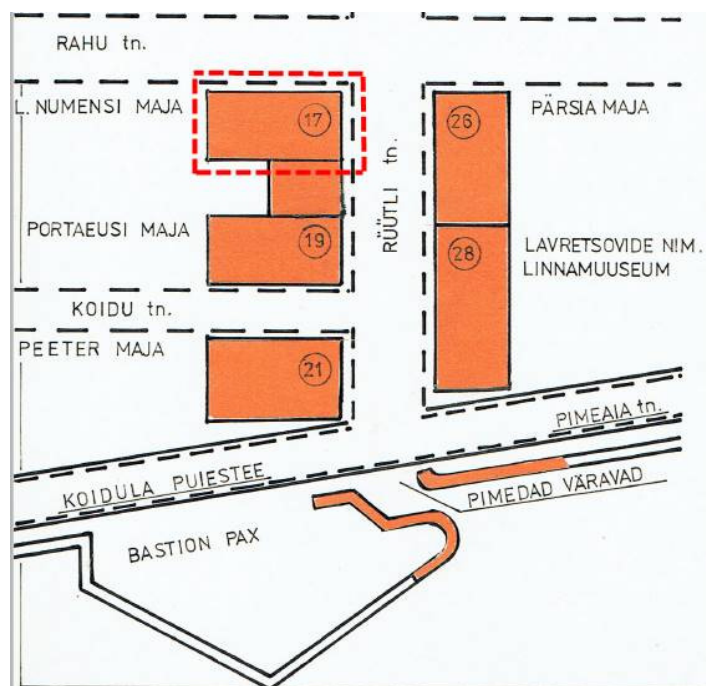 RAHU tn.
L. NUMENSI MAJA
17
26
PÄRSIA MAJA
RÜÜTLI tn.
PORTAEUSI MAJA
19
28
LAVRETSOVIDE NIM.
LINNAMUUSEUM
KOIDU tn.
PEETER MAJA
21
PIMEAIA tn.
KOIDULA PUIESTEE
PIMEDAD VÄRAVAD
BASTION PAX